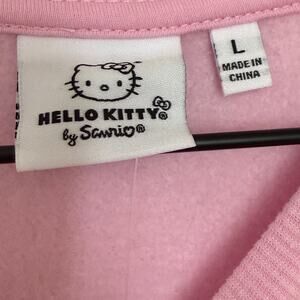 HELLO KITTY®
by Sanrio®
L
MADE IN
CHINA